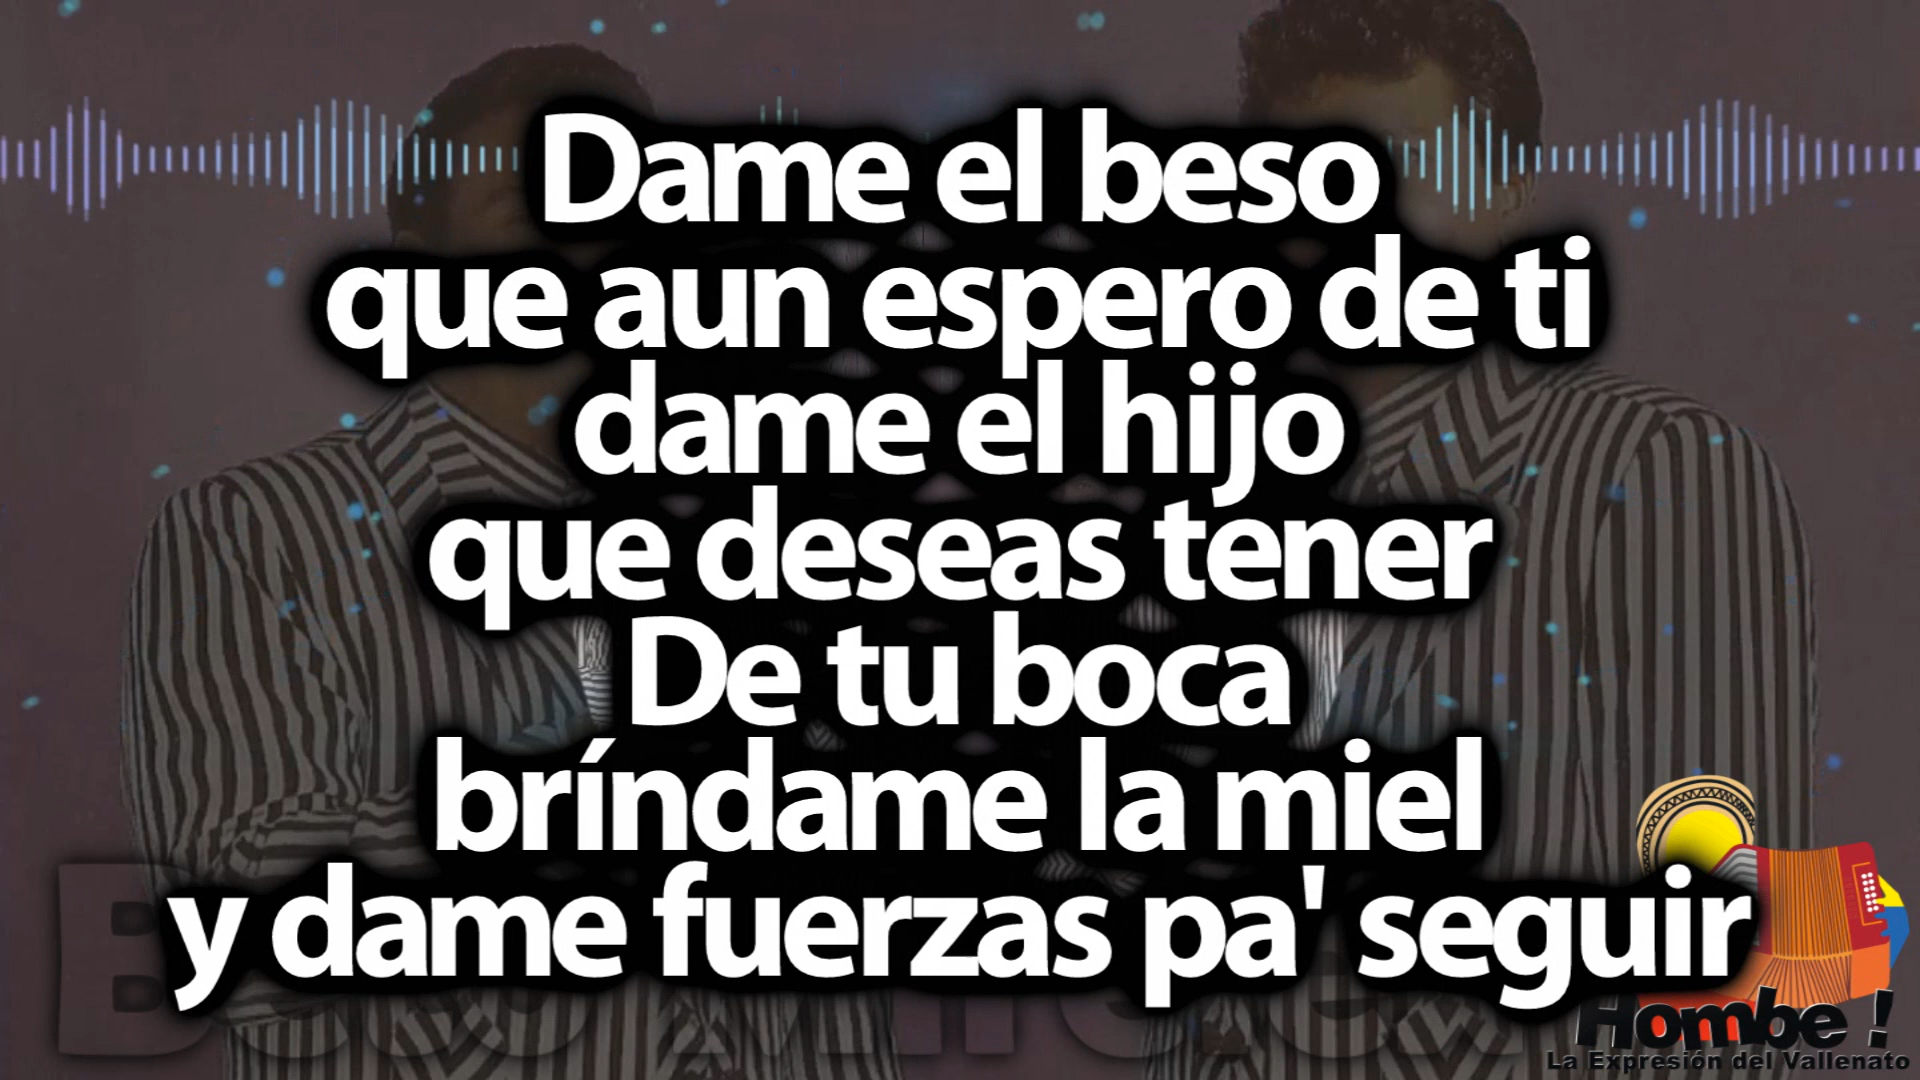 Dame el beso
que aun espero de ti
dame el hijo
que deseas tener
De tu boca
bríndame la miel
y dame fuerzas pa' seguir
Hombe !
La Expresión del Vallenato